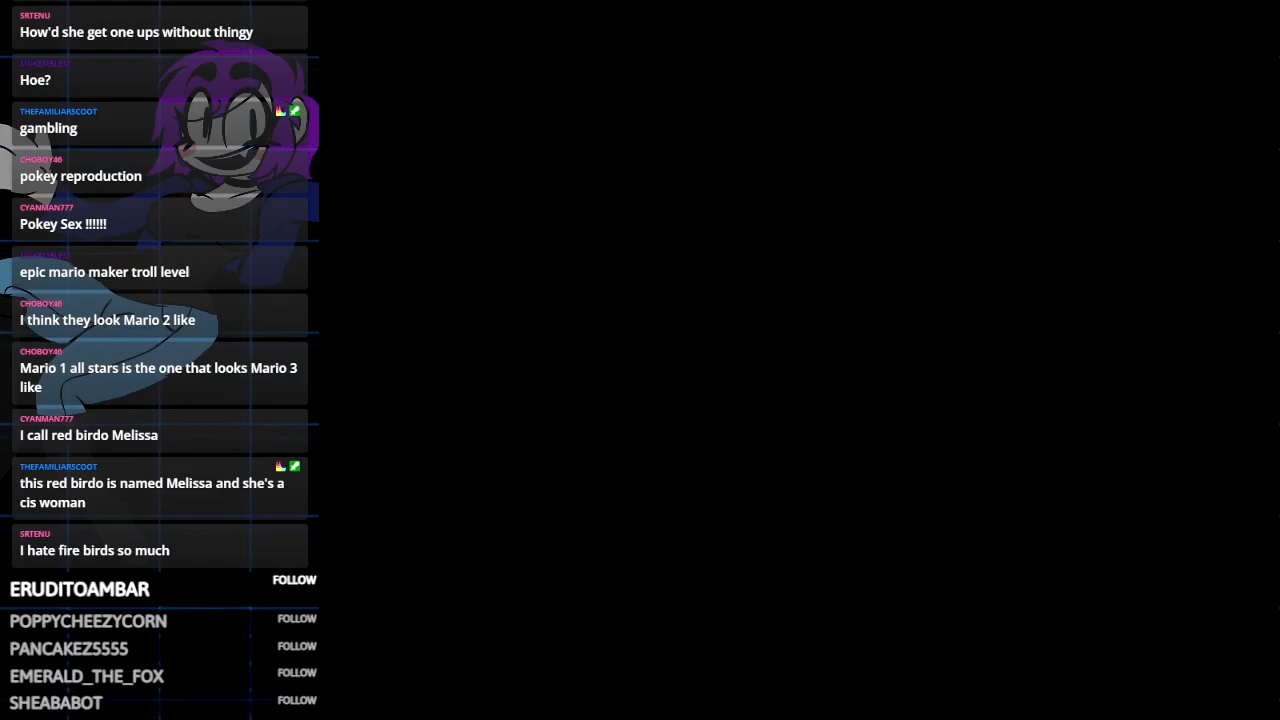 SRTENU
How'd she get one ups without thingy
Hoe?
THEFAMILIARSCOOT
gambling
CHOBOY46
pokey reproduction
CYANMAN777
Pokey Sex !!!!!!
epic mario maker troll level
CHOBOY46
I think they look Mario 2 like
CHOBOY46
Mario 1 all stars is the one that looks Mario 3
like
CYANMAN777
I call red birdo Melissa
THEFAMILIARSCOOT
this red birdo is named Melissa and she's a
cis woman
SRTENU
I hate fire birds so much
ERUDITOAMBAR FOLLOW
POPPYCHEEZYCORN FOLLOW
PANCAKEZ5555 FOLLOW
EMERALD_THE_FOX FOLLOW
SHEABABOT FOLLOW